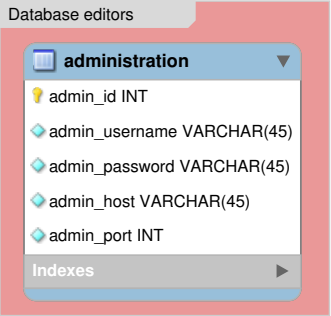 Database editors
administration
admin_id INT
admin_username VARCHAR(45)
admin_password VARCHAR(45)
admin_host VARCHAR(45)
admin_port INT
Indexes